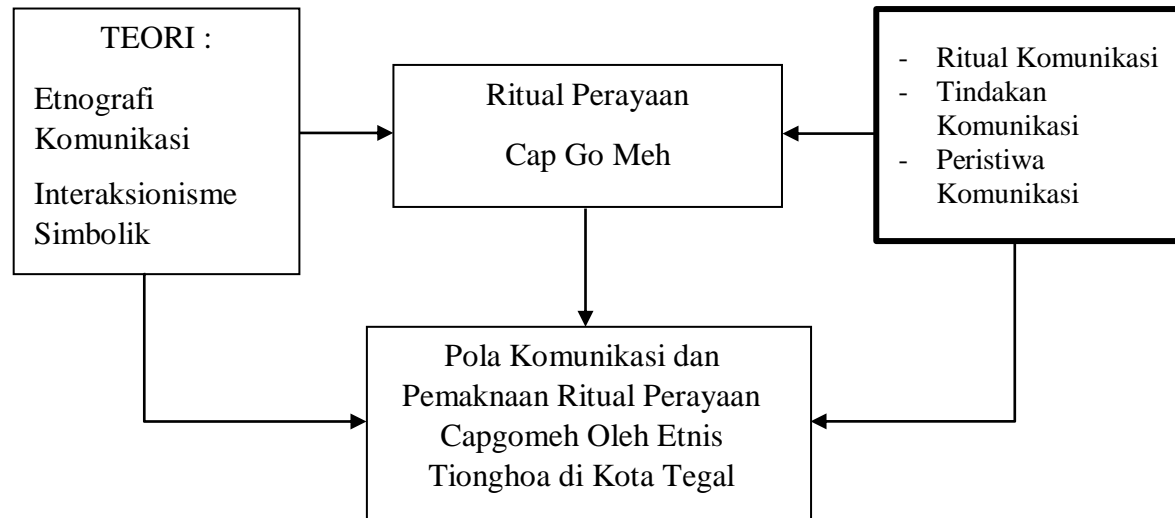 TEORI :
Etnografi
Komunikasi
Interaksionisme
Simbolik
Ritual Perayaan
Cap Go Meh
- Ritual Komunikasi
- Tindakan
Komunikasi
- Peristiwa
Komunikasi
Pola Komunikasi dan
Pemaknaan Ritual Perayaan
Capgomeh Oleh Etnis
Tionghoa di Kota Tegal